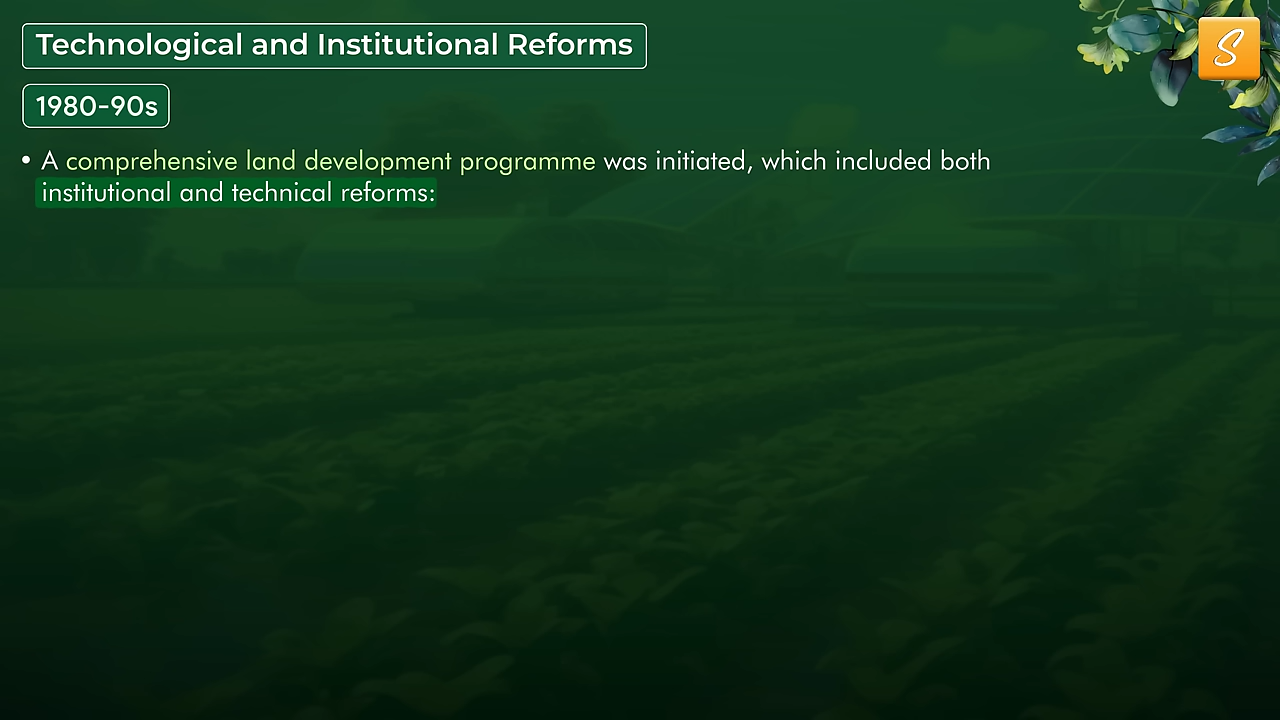 Technological and Institutional Reforms
S
1980-90s
• A comprehensive land development programme was initiated, which included both
institutional and technical reforms: